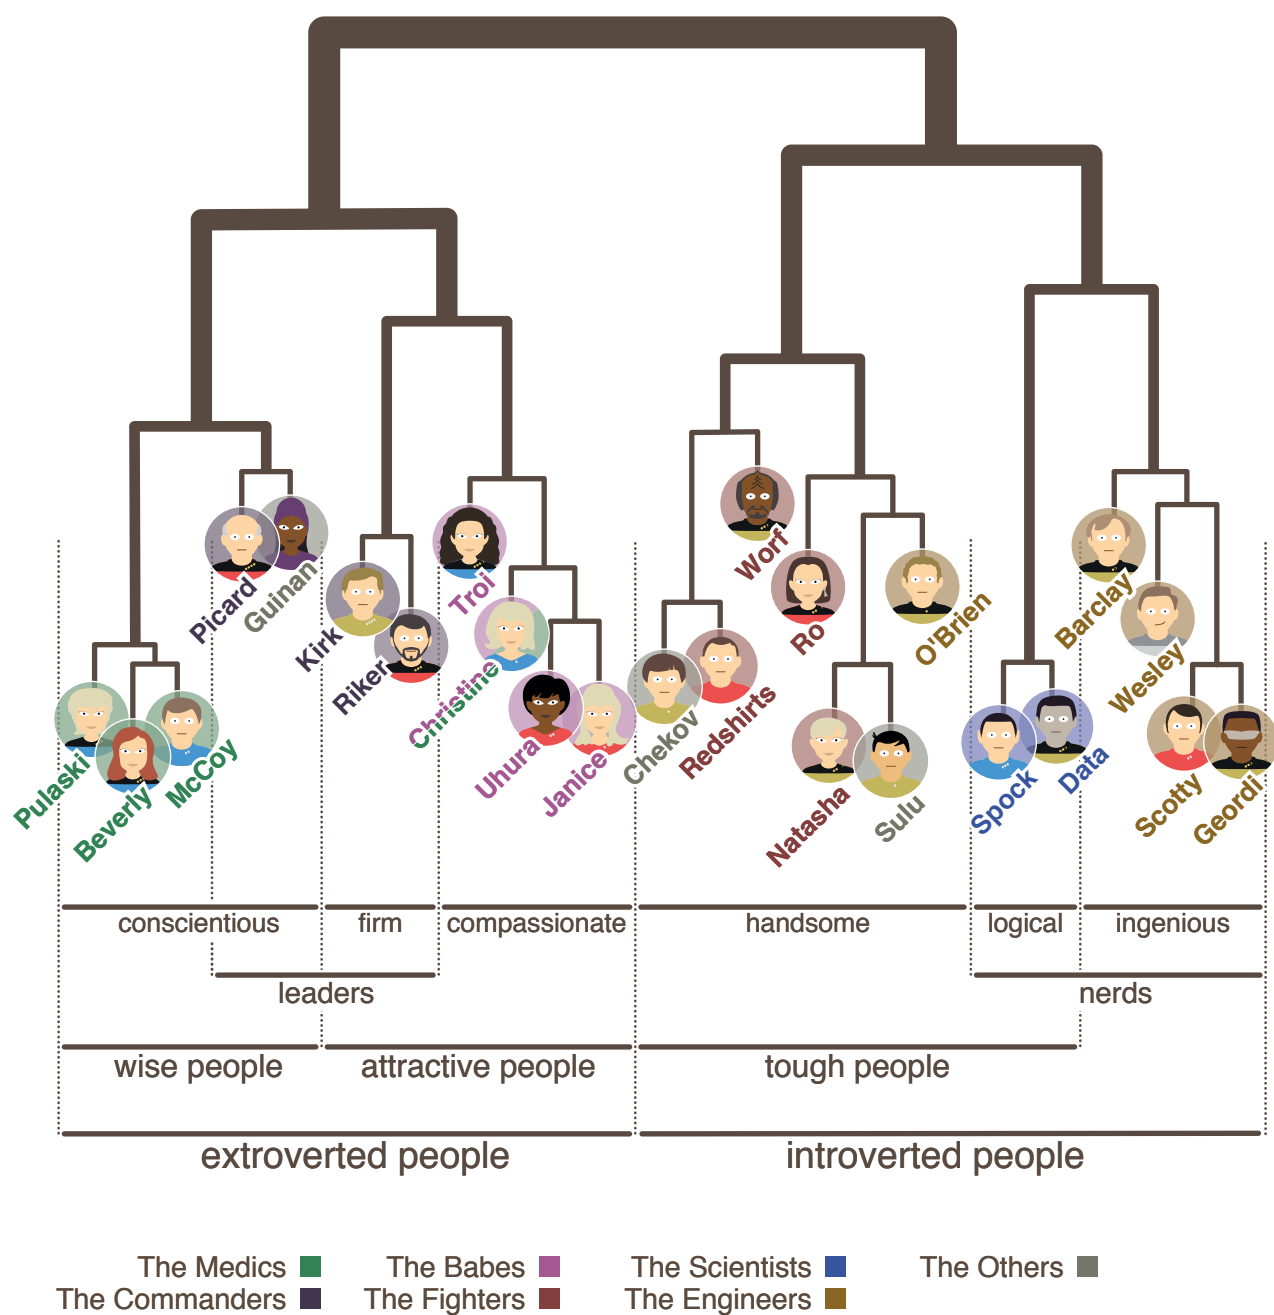 Worf
Picard
Guinan
Kirk
Riker
Troi
Christine
Uhura
Janice
Chekov
Redshirts
Ro
O'Brien
Barclay
Wesley
Pulaski
Beverly
McCoy
Natasha
Sulu
Spock
Data
Scotty
Geordi
conscientious
firm
compassionate
handsome
logical
ingenious
leaders
nerds
wise people
attractive people
tough people
extroverted people
introverted people
The Medics
The Babes
The Scientists
The Others
The Commanders
The Fighters
The Engineers